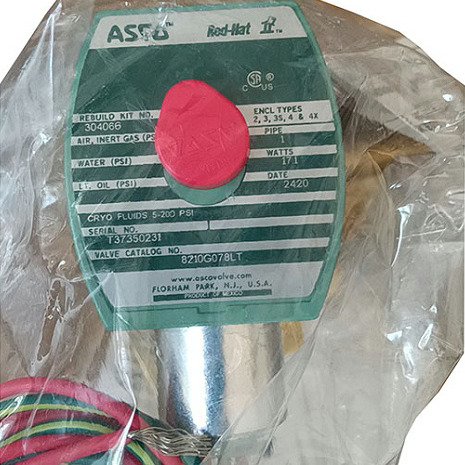 ASCO™ Red-Hat II™
C US
REBUILD KIT NO.
304066
ENCL TYPES
2, 3, 3S, 4 & 4X
AIR, INERT GAS (PSI
PIPE
WATER (PSI)
WATTS
17.1
LT. OIL (PSI)
DATE
2420
CRYO FLUIDS 5-200 PSI
SERIAL NO.
T37350231
VALVE CATALOG NO.
8210G078LT
www.ascovalve.com
FLORHAM PARK, N.J., U.S.A.
PRODUCT OF MEXICO